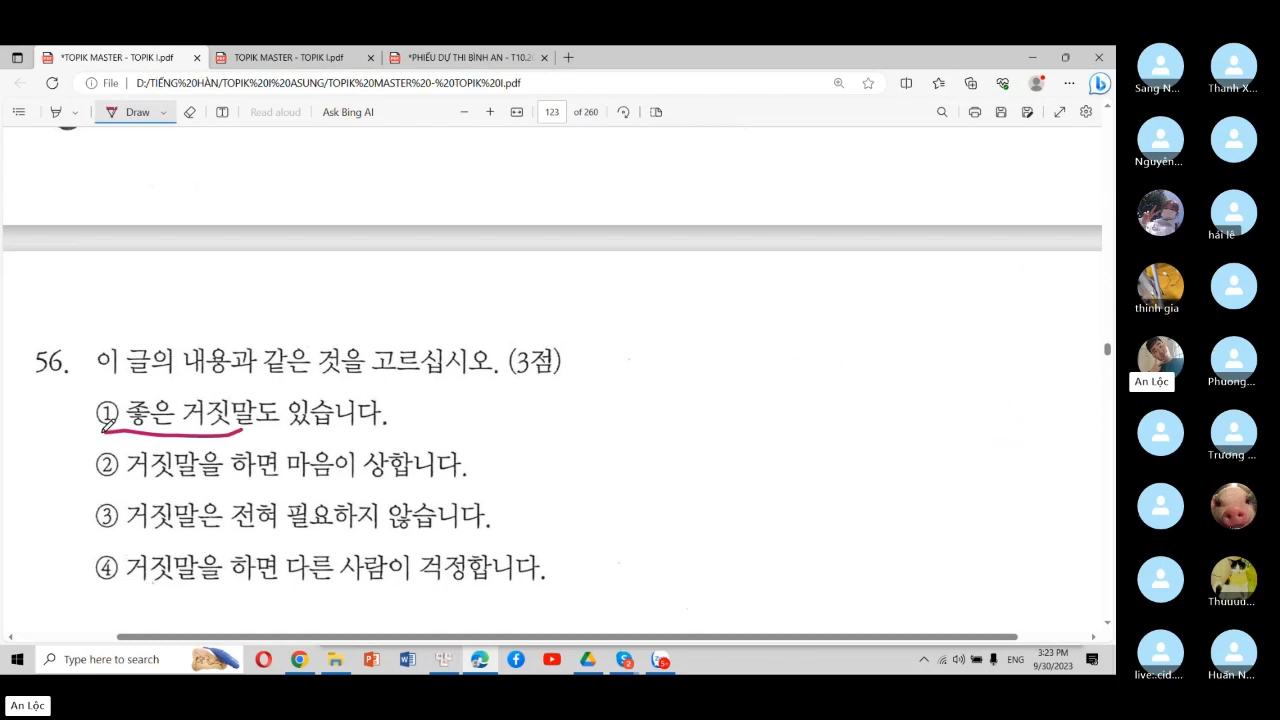 *TOPIK MASTER - TOPIK I.pdf
TOPIK MASTER - TOPIK I.pdf
*PHIẾU DỰ THI BÌNH AN - T10.20
File
D:/TIẾNG%20HÀN/TOPIK%20I%20ASUNG/TOPIK%20MASTER%20-%20TOPIK%20I.pdf
Draw
Read aloud
Ask Bing AI
123
of 260
56. 이 글의 내용과 같은 것을 고르십시오. (3점)
① 좋은 거짓말도 있습니다.
② 거짓말을 하면 마음이 상합니다.
③ 거짓말은 전혀 필요하지 않습니다.
④ 거짓말을 하면 다른 사람이 걱정합니다.
Type here to search
ENG
3:23 PM
9/30/2023
Sang N...
Thanh X...
Nguyễn...
hải lê
thịnh gia
An Lộc
Phuong...
Trương ...
Thuuuu...
live:.cid....
Huấn N...
An Lộc